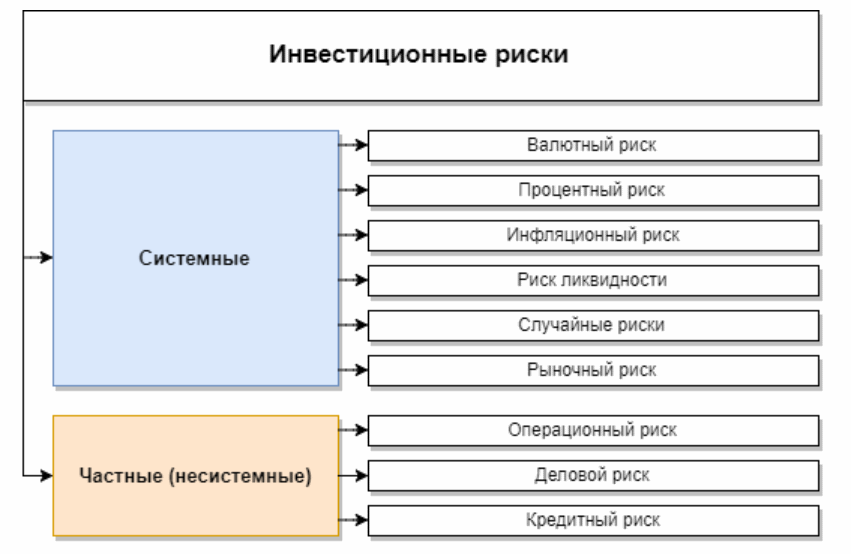 Инвестиционные риски
Системные
Валютный риск
Процентный риск
Инфляционный риск
Риск ликвидности
Случайные риски
Рыночный риск
Частные (несистемные)
Операционный риск
Деловой риск
Кредитный риск